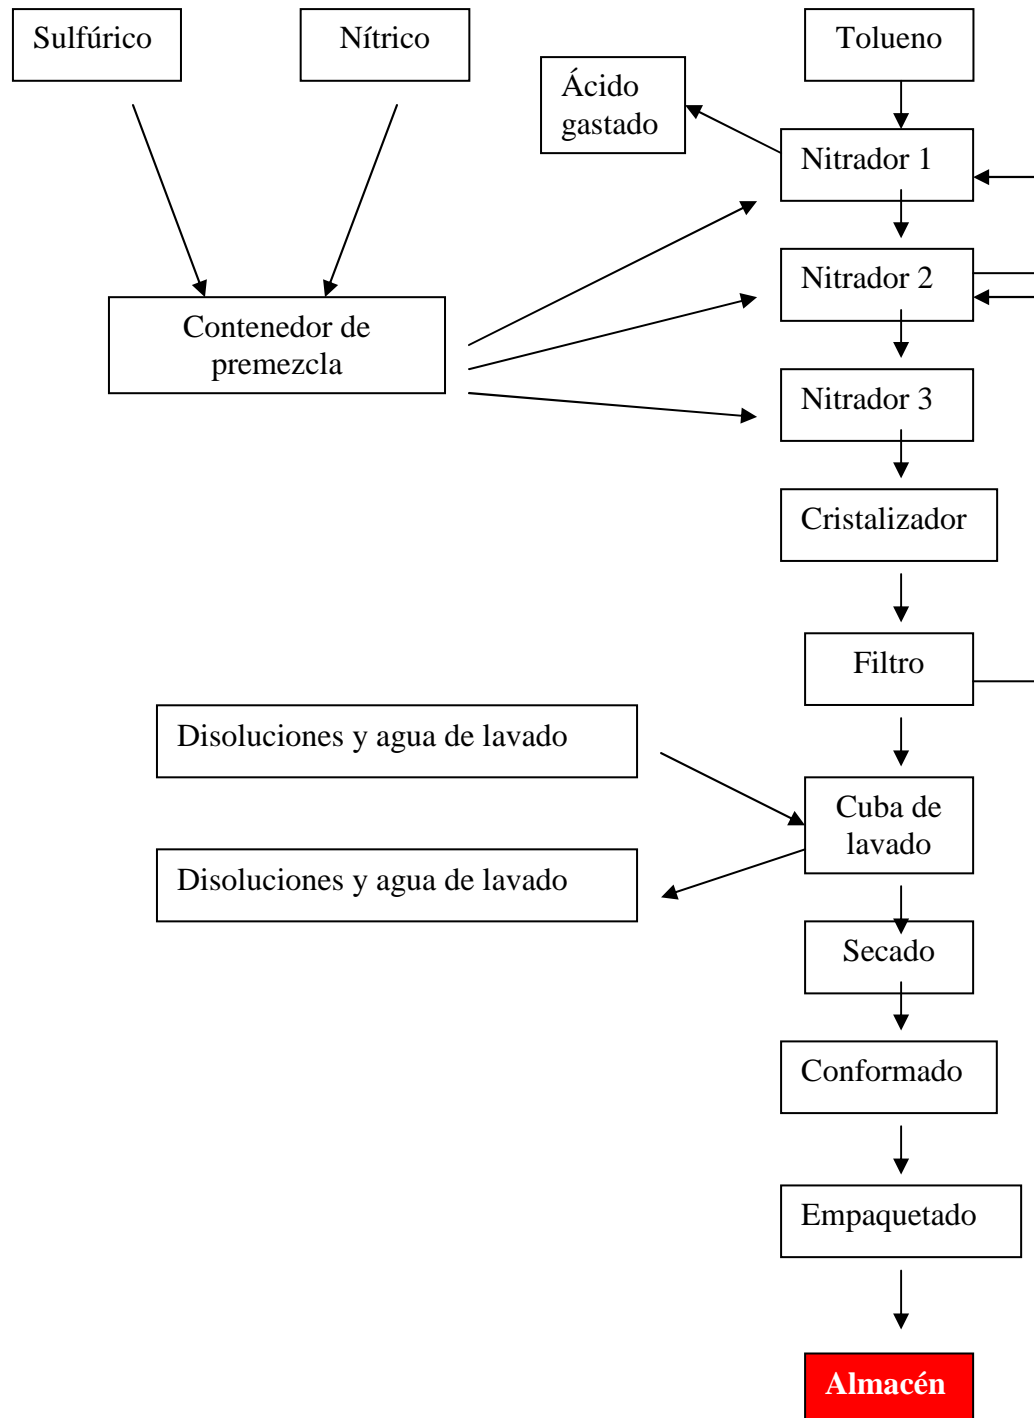 Sulfúrico
Nítrico
Tolueno
Ácido
gastado
Nitrador 1
Nitrador 2
Contenedor de
premezcla
Nitrador 3
Cristalizador
Filtro
Disoluciones y agua de lavado
Cuba de
lavado
Disoluciones y agua de lavado
Secado
Conformado
Empaquetado
Almacén